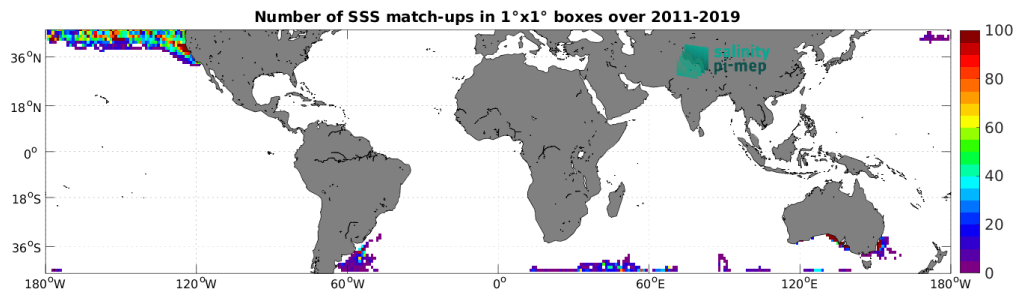 Number of SSS match-ups in 1°x1° boxes over 2011-2019
salinity
pi-mep
36°N
18°N
0°
18°S
36°S
180°W 120°W 60°W 0° 60°E 120°E 180°W
100
80
60
40
20
0